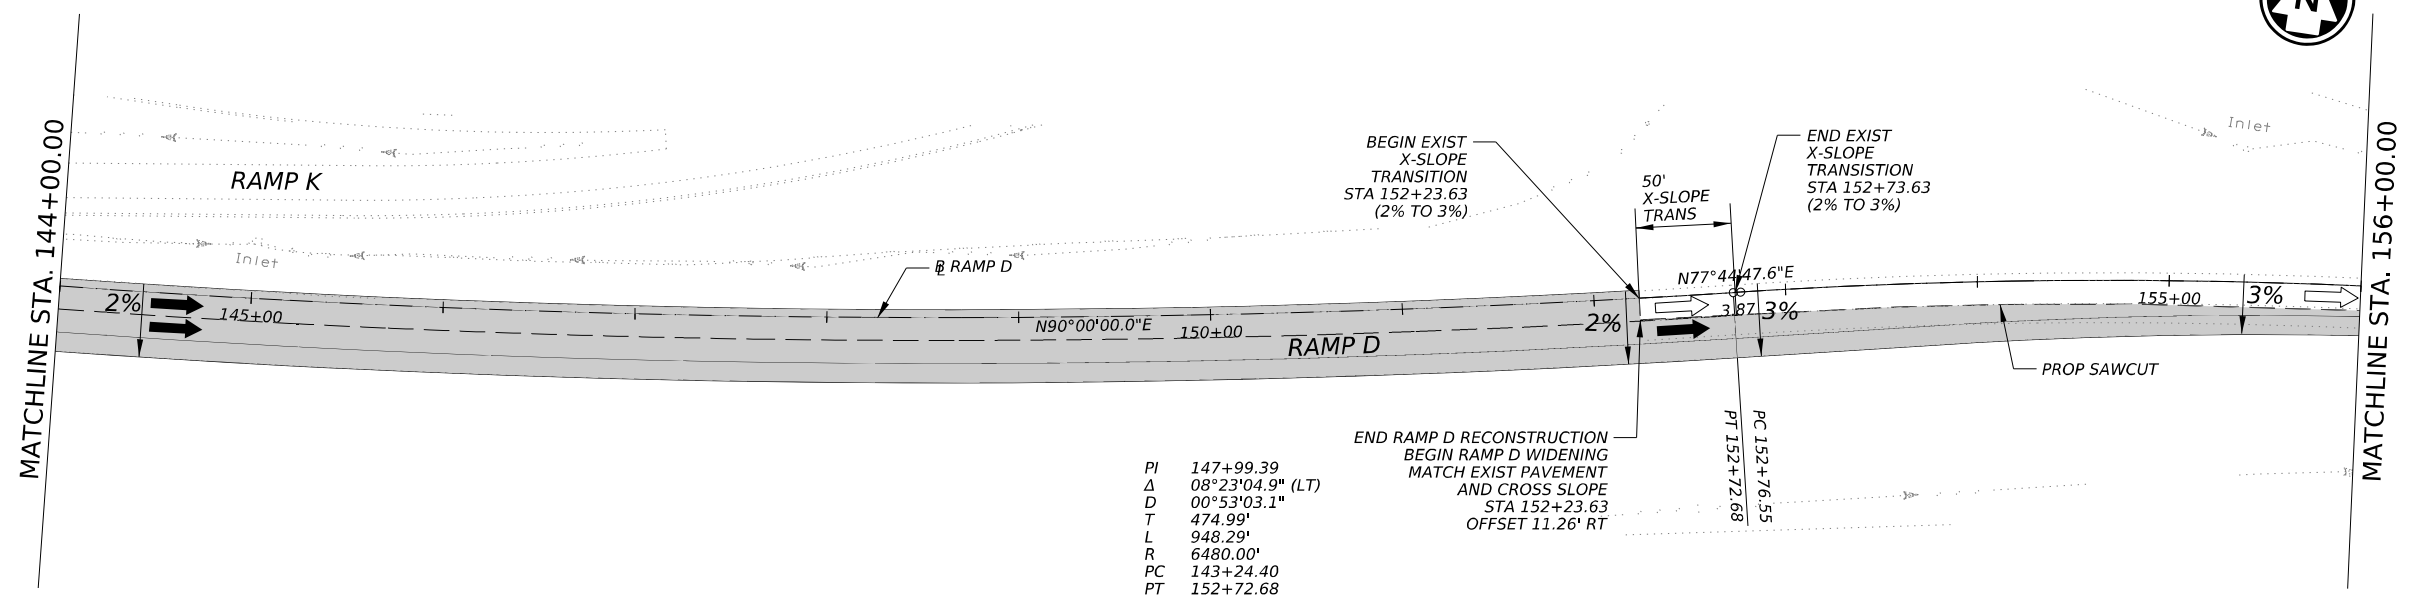 N
MATCHLINE STA. 144+00.00
RAMP K
Inlet
2%
145+00
BL RAMP D
N90°00'00.0"E
150+00
RAMP D
BEGIN EXIST
X-SLOPE
TRANSITION
STA 152+23.63
(2% TO 3%)
50'
X-SLOPE
TRANS
END EXIST
X-SLOPE
TRANSISTION
STA 152+73.63
(2% TO 3%)
N77°44'47.6"E
2%
3.87
3%
Inlet
155+00
3%
PROP SAWCUT
MATCHLINE STA. 156+00.00
END RAMP D RECONSTRUCTION
BEGIN RAMP D WIDENING
MATCH EXIST PAVEMENT
AND CROSS SLOPE
STA 152+23.63
OFFSET 11.26' RT
PT 152+72.68
PC 152+76.55
PI 147+99.39
Δ 08°23'04.9" (LT)
D 00°53'03.1"
T 474.99'
L 948.29'
R 6480.00'
PC 143+24.40
PT 152+72.68